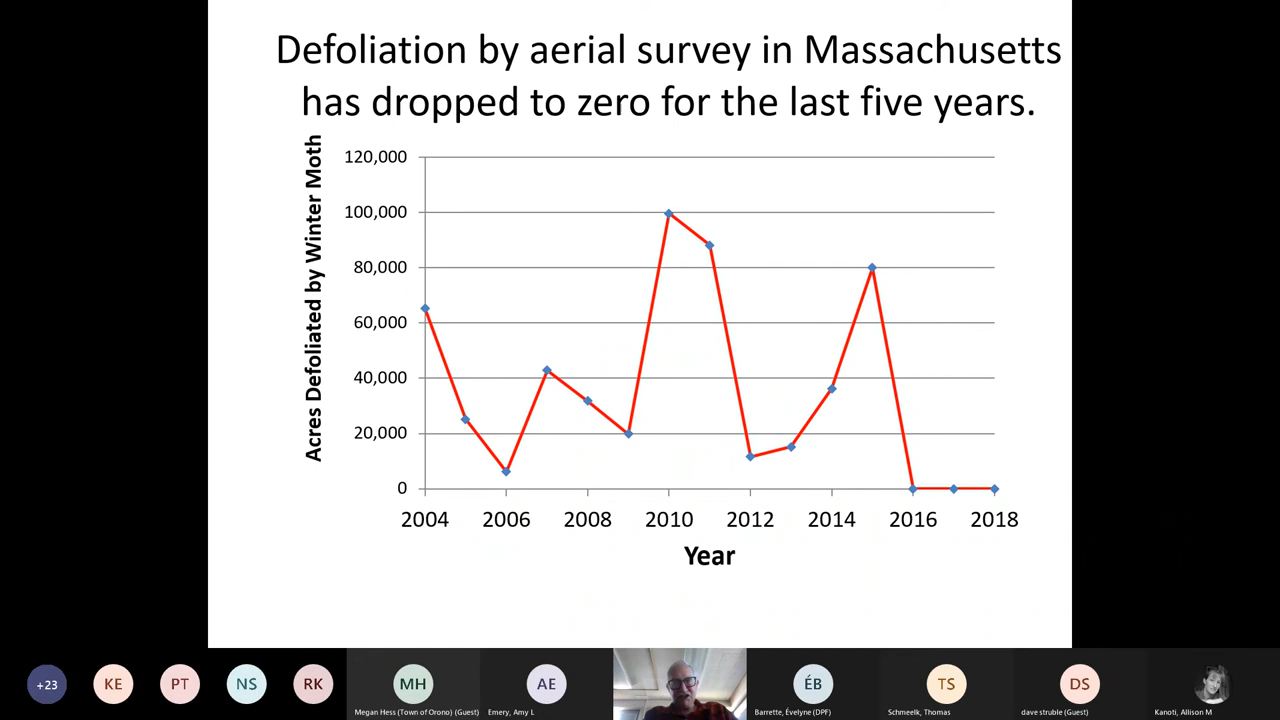 Defoliation by aerial survey in Massachusetts
has dropped to zero for the last five years.
Acres Defoliated by Winter Moth
120,000
100,000
80,000
60,000
40,000
20,000
0
2004 2006 2008 2010 2012 2014 2016 2018
Year
+23 KE PT NS RK MH AE ÉB TS DS
Megan Hess (Town of Orono) (Guest) Emery, Amy L Barrette, Évelyne (DPF) Schmeelk, Thomas dave struble (Guest) Kanoti, Allison M